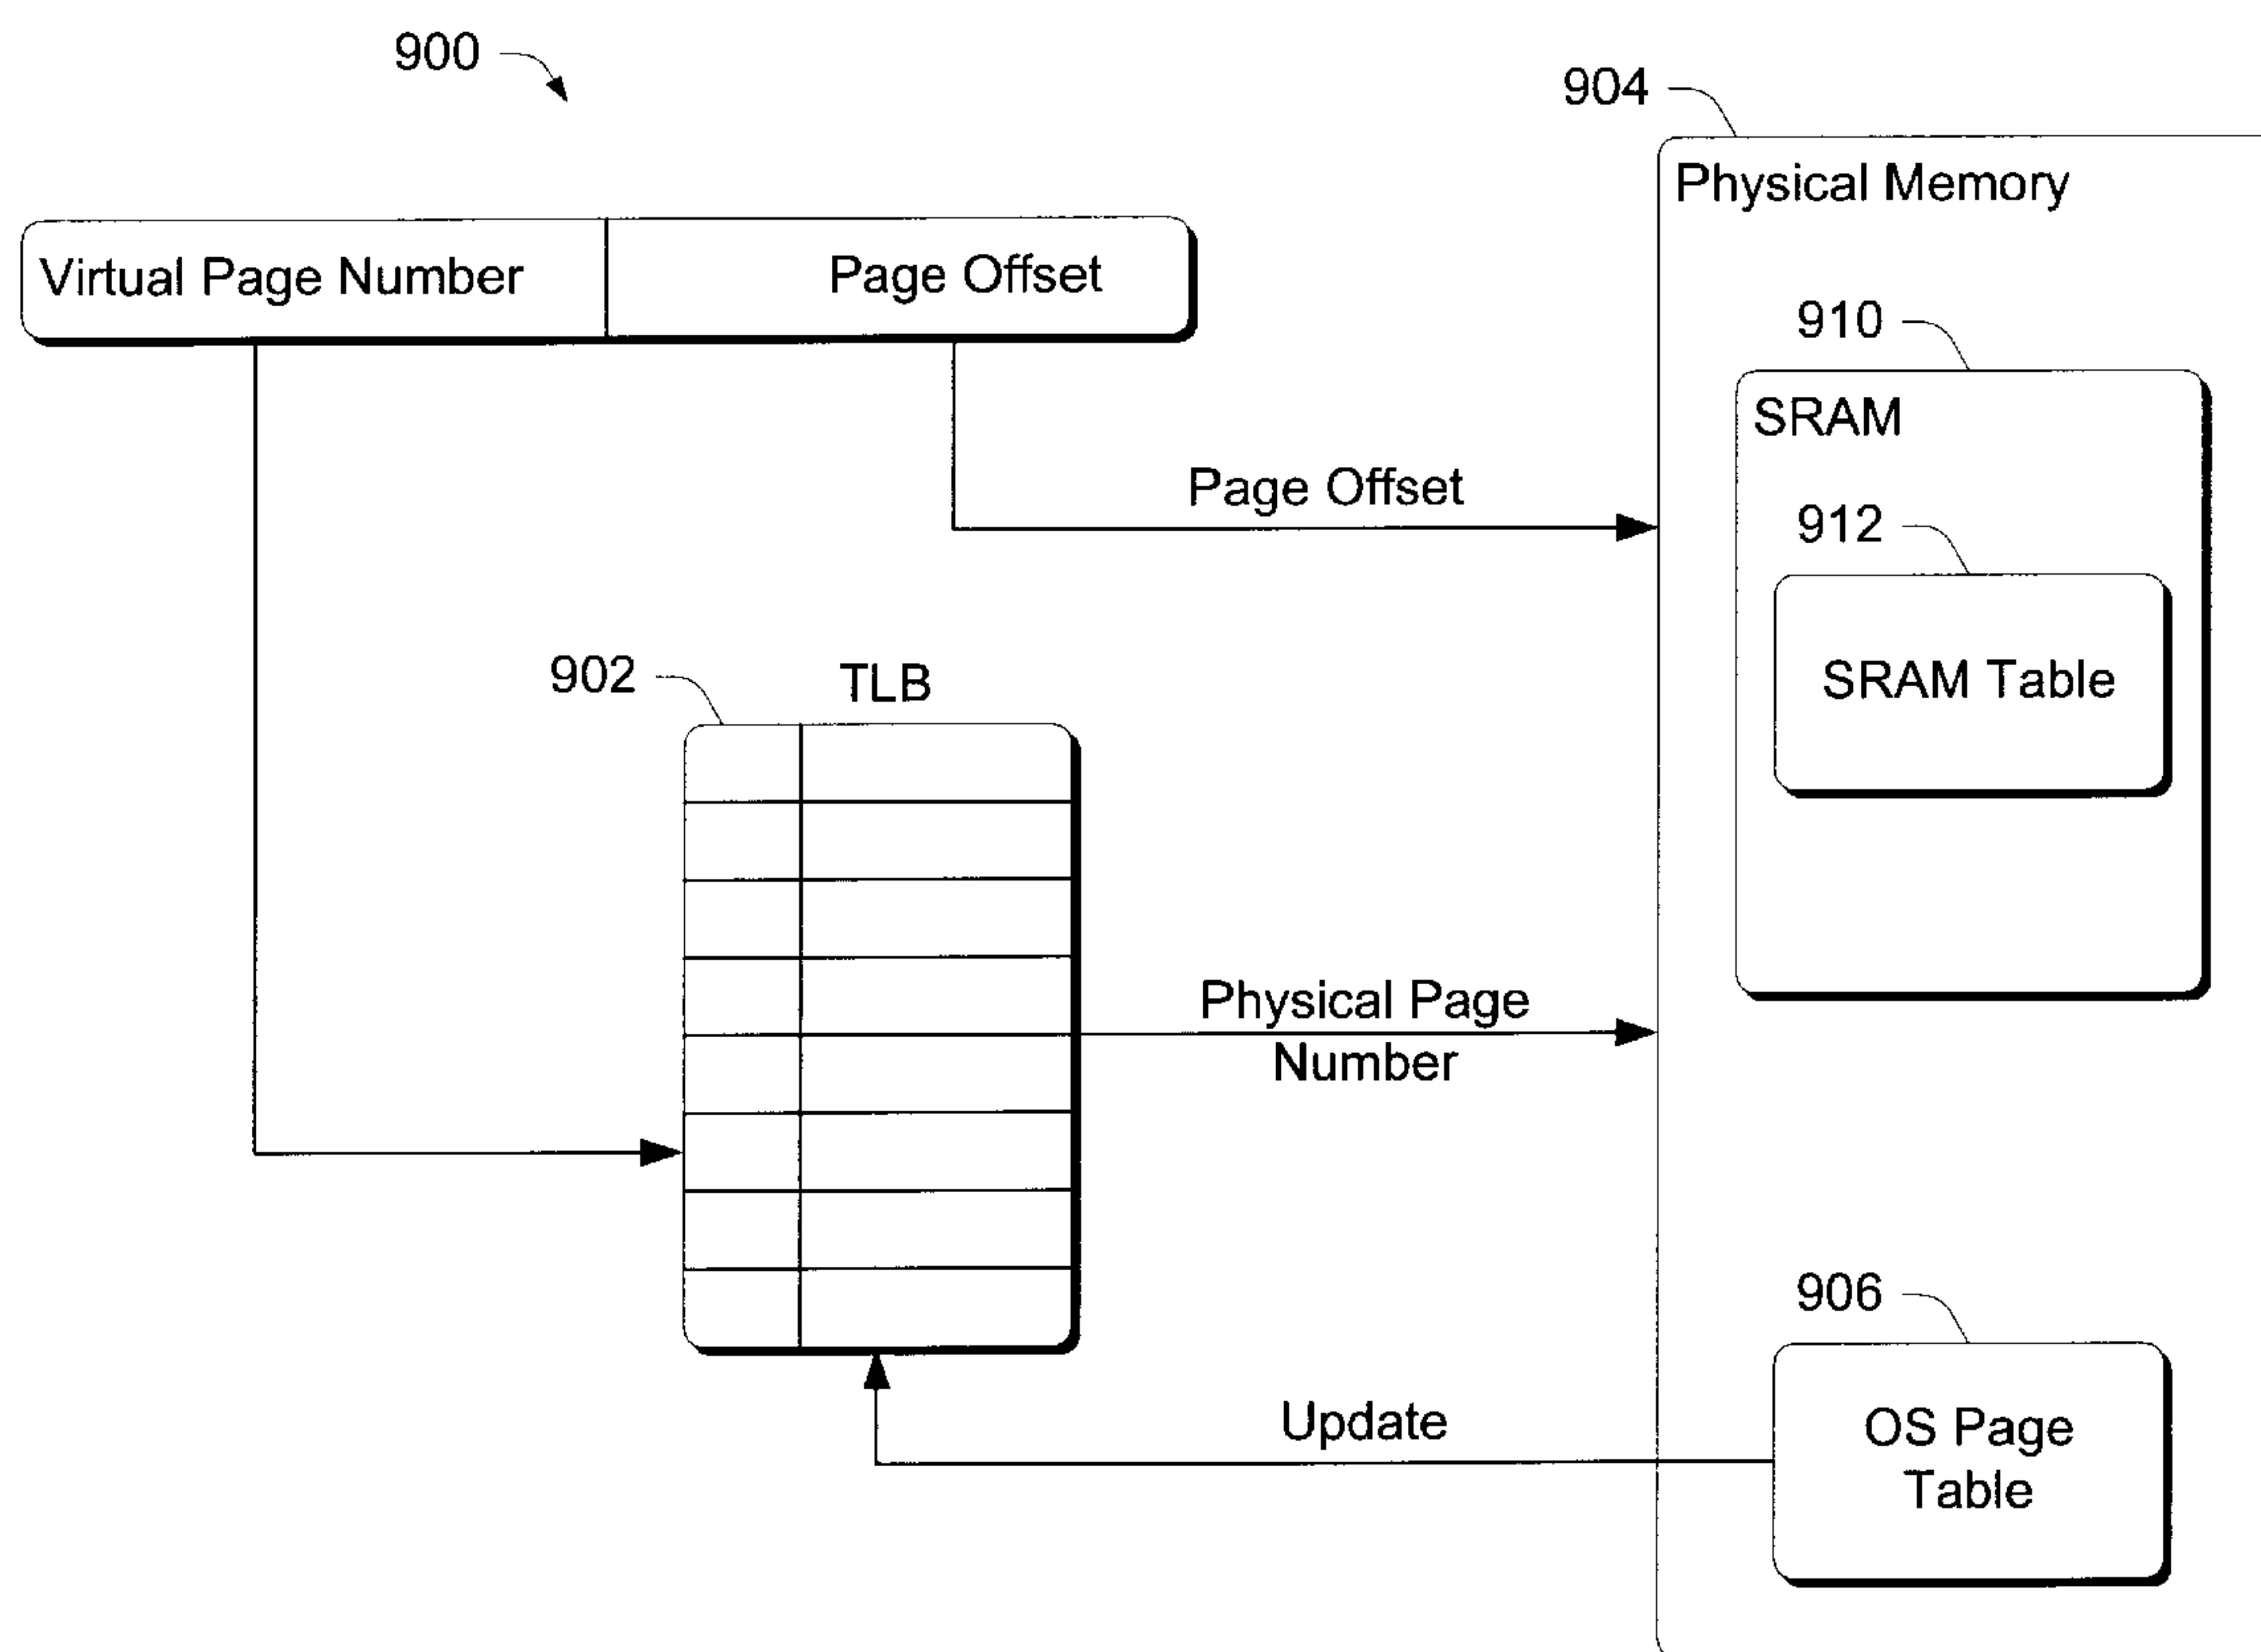 900
904
Physical Memory
Virtual Page Number
Page Offset
910
SRAM
Page Offset
912
SRAM Table
902
TLB
Physical Page
Number
906
Update
OS Page
Table